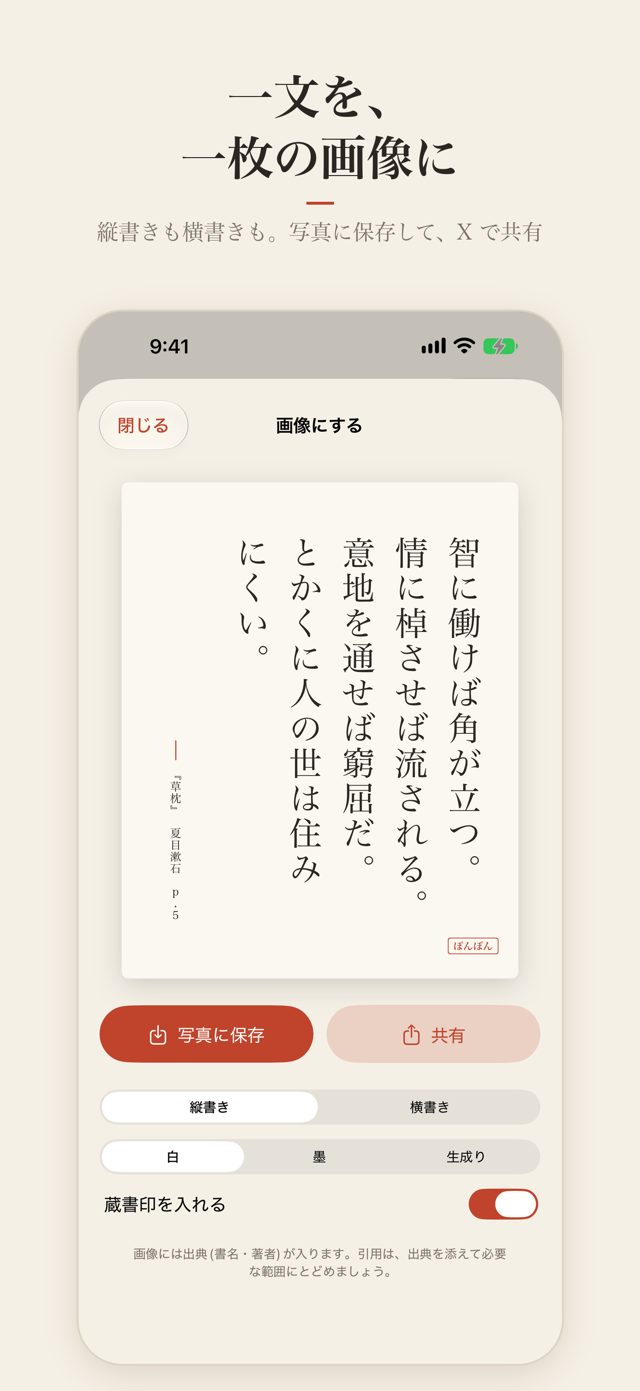 一文を、
一枚の画像に
縦書きも横書きも。写真に保存して、X で共有
9:41
閉じる
画像にする
智に働けば角が立つ。
情に棹させば流される。
意地を通せば窮屈だ。
とかくに人の世は住み
にくい。
『草枕』 夏目漱石 p.5
ぽんぽん
写真に保存
共有
縦書き
横書き
白
墨
生成り
蔵書印を入れる
画像には出典 (書名・著者) が入ります。引用は、出典を添えて必要
な範囲にとどめましょう。